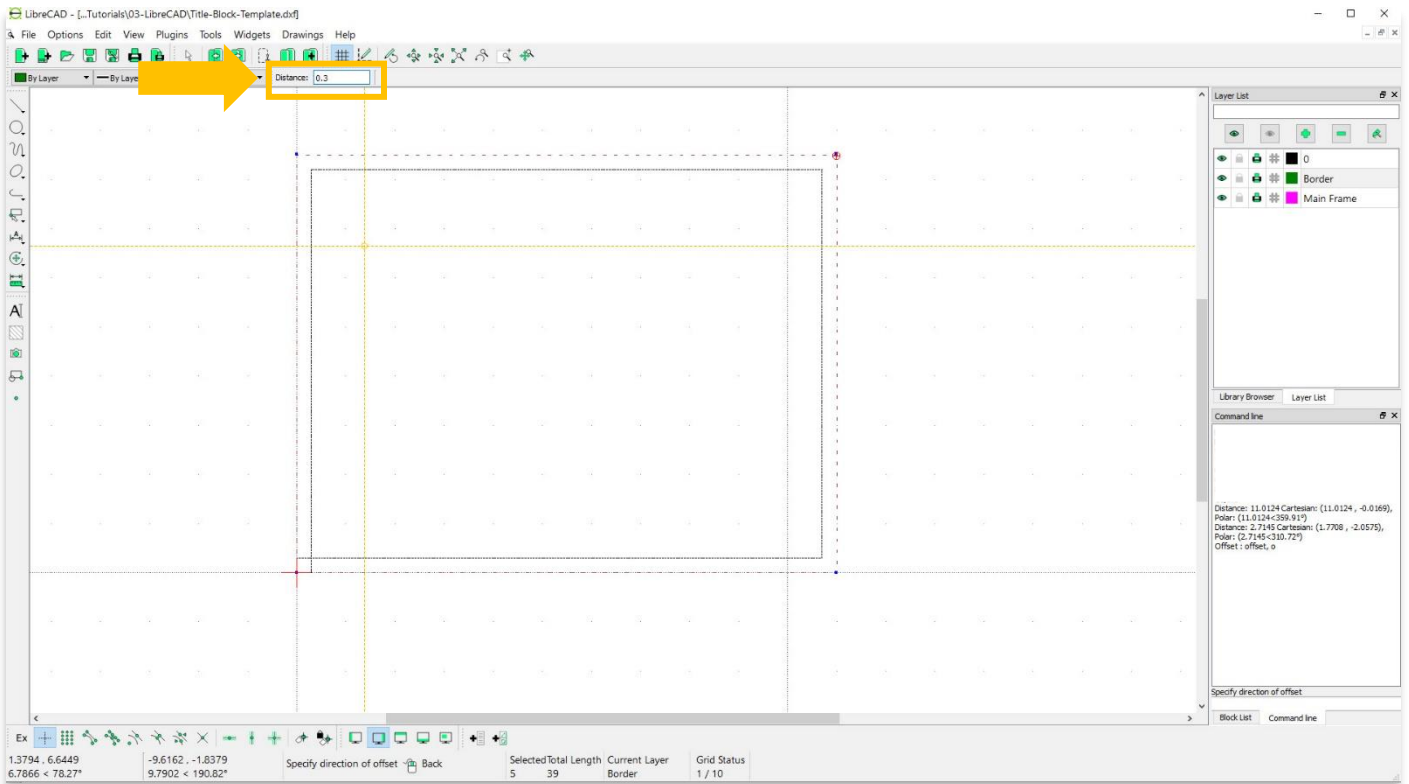 LibreCAD - [...Tutorials\03-LibreCAD\Title-Block-Template.dxf]
File Options Edit View Plugins Tools Widgets Drawings Help
By Layer By Laye Distance: 0.3
Layer List
0
Border
Main Frame
Library Browser Layer List
Command line
Distance: 11.0124 Cartesian: (11.0124 , -0.0169),
Polar: (11.0124<359.91°)
Distance: 2.7145 Cartesian: (1.7708 , -2.0575),
Polar: (2.7145<310.72°)
Offset : offset, o
Specify direction of offset
Block List Command line
Ex
1.3794 , 6.6449 -9.6162 , -1.8379 Specify direction of offset Back Selected Total Length Current Layer Grid Status
6.7866 < 78.27° 9.7902 < 190.82° 5 39 Border 1 / 10